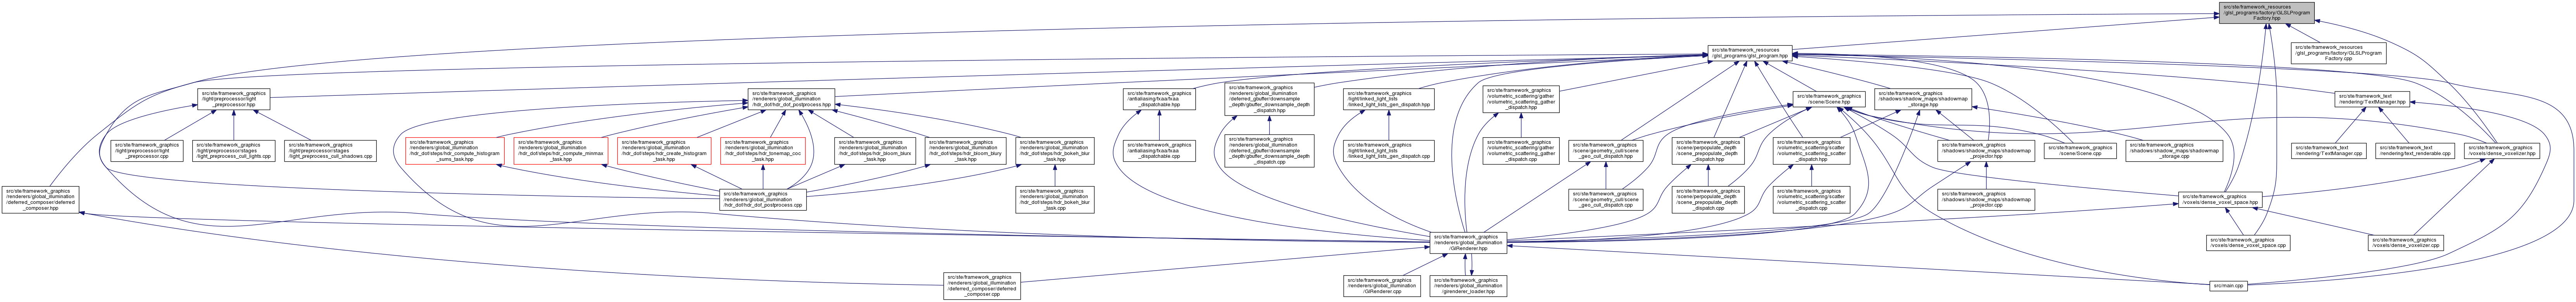 src/ste/framework_resources
/glsl_programs/factory/GLSLProgram
Factory.hpp
src/ste/framework_resources
/glsl_programs/glsl_program.hpp
src/ste/framework_resources
/glsl_programs/factory/GLSLProgram
Factory.cpp
src/ste/framework_graphics
/light/preprocessor/light
_preprocessor.hpp
src/ste/framework_graphics
/renderers/global_illumination
/hdr_dof/hdr_dof_postprocess.hpp
src/ste/framework_graphics
/antialiasing/fxaa/fxaa
_dispatchable.hpp
src/ste/framework_graphics
/renderers/global_illumination
/deferred_gbuffer/downsample
_depth/gbuffer_downsample_depth
_dispatch.hpp
src/ste/framework_graphics
/light/linked_light_lists
/linked_light_lists_gen_dispatch.hpp
src/ste/framework_graphics
/volumetric_scattering/gather
/volumetric_scattering_gather
_dispatch.hpp
src/ste/framework_graphics
/scene/Scene.hpp
src/ste/framework_graphics
/shadows/shadow_maps/shadowmap
_storage.hpp
src/ste/framework_text
/rendering/TextManager.hpp
src/ste/framework_graphics
/light/preprocessor/light
_preprocessor.cpp
src/ste/framework_graphics
/light/preprocessor/stages
/light_preprocess_cull_lights.cpp
src/ste/framework_graphics
/light/preprocessor/stages
/light_preprocess_cull_shadows.cpp
src/ste/framework_graphics
/renderers/global_illumination
/hdr_dof/steps/hdr_compute_histogram
_sums_task.hpp
src/ste/framework_graphics
/renderers/global_illumination
/hdr_dof/steps/hdr_compute_minmax
_task.hpp
src/ste/framework_graphics
/renderers/global_illumination
/hdr_dof/steps/hdr_create_histogram
_task.hpp
src/ste/framework_graphics
/renderers/global_illumination
/hdr_dof/steps/hdr_tonemap_coc
_task.hpp
src/ste/framework_graphics
/renderers/global_illumination
/hdr_dof/steps/hdr_bloom_blurx
_task.hpp
src/ste/framework_graphics
/renderers/global_illumination
/hdr_dof/steps/hdr_bloom_blury
_task.hpp
src/ste/framework_graphics
/renderers/global_illumination
/hdr_dof/steps/hdr_bokeh_blur
_task.hpp
src/ste/framework_graphics
/antialiasing/fxaa/fxaa
_dispatchable.cpp
src/ste/framework_graphics
/renderers/global_illumination
/deferred_gbuffer/downsample
_depth/gbuffer_downsample_depth
_dispatch.cpp
src/ste/framework_graphics
/light/linked_light_lists
/linked_light_lists_gen_dispatch.cpp
src/ste/framework_graphics
/volumetric_scattering/gather
/volumetric_scattering_gather
_dispatch.cpp
src/ste/framework_graphics
/scene/geometry_cull/scene
_geo_cull_dispatch.hpp
src/ste/framework_graphics
/scene/perpopulate_depth
/scene_prepopulate_depth
_dispatch.hpp
src/ste/framework_graphics
/volumetric_scattering/scatter
/volumetric_scattering_scatter
_dispatch.hpp
src/ste/framework_graphics
/shadows/shadow_maps/shadowmap
_projector.hpp
src/ste/framework_graphics
/scene/Scene.cpp
src/ste/framework_graphics
/shadows/shadow_maps/shadowmap
_storage.cpp
src/ste/framework_text
/rendering/TextManager.cpp
src/ste/framework_text
/rendering/text_renderable.cpp
src/ste/framework_graphics
/voxels/dense_voxelizer.hpp
src/ste/framework_graphics
/renderers/global_illumination
/deferred_composer/deferred
_composer.hpp
src/ste/framework_graphics
/renderers/global_illumination
/hdr_dof/hdr_dof_postprocess.cpp
src/ste/framework_graphics
/renderers/global_illumination
/hdr_dof/steps/hdr_bokeh_blur
_task.cpp
src/ste/framework_graphics
/scene/geometry_cull/scene
_geo_cull_dispatch.cpp
src/ste/framework_graphics
/scene/perpopulate_depth
/scene_prepopulate_depth
_dispatch.cpp
src/ste/framework_graphics
/volumetric_scattering/scatter
/volumetric_scattering_scatter
_dispatch.cpp
src/ste/framework_graphics
/shadows/shadow_maps/shadowmap
_projector.cpp
src/ste/framework_graphics
/voxels/dense_voxel_space.hpp
src/ste/framework_graphics
/renderers/global_illumination
/GIRenderer.hpp
src/ste/framework_graphics
/voxels/dense_voxel_space.cpp
src/ste/framework_graphics
/voxels/dense_voxelizer.cpp
src/ste/framework_graphics
/renderers/global_illumination
/deferred_composer/deferred
_composer.cpp
src/ste/framework_graphics
/renderers/global_illumination
/GIRenderer.cpp
src/ste/framework_graphics
/renderers/global_illumination
/girenderer_loader.hpp
src/main.cpp